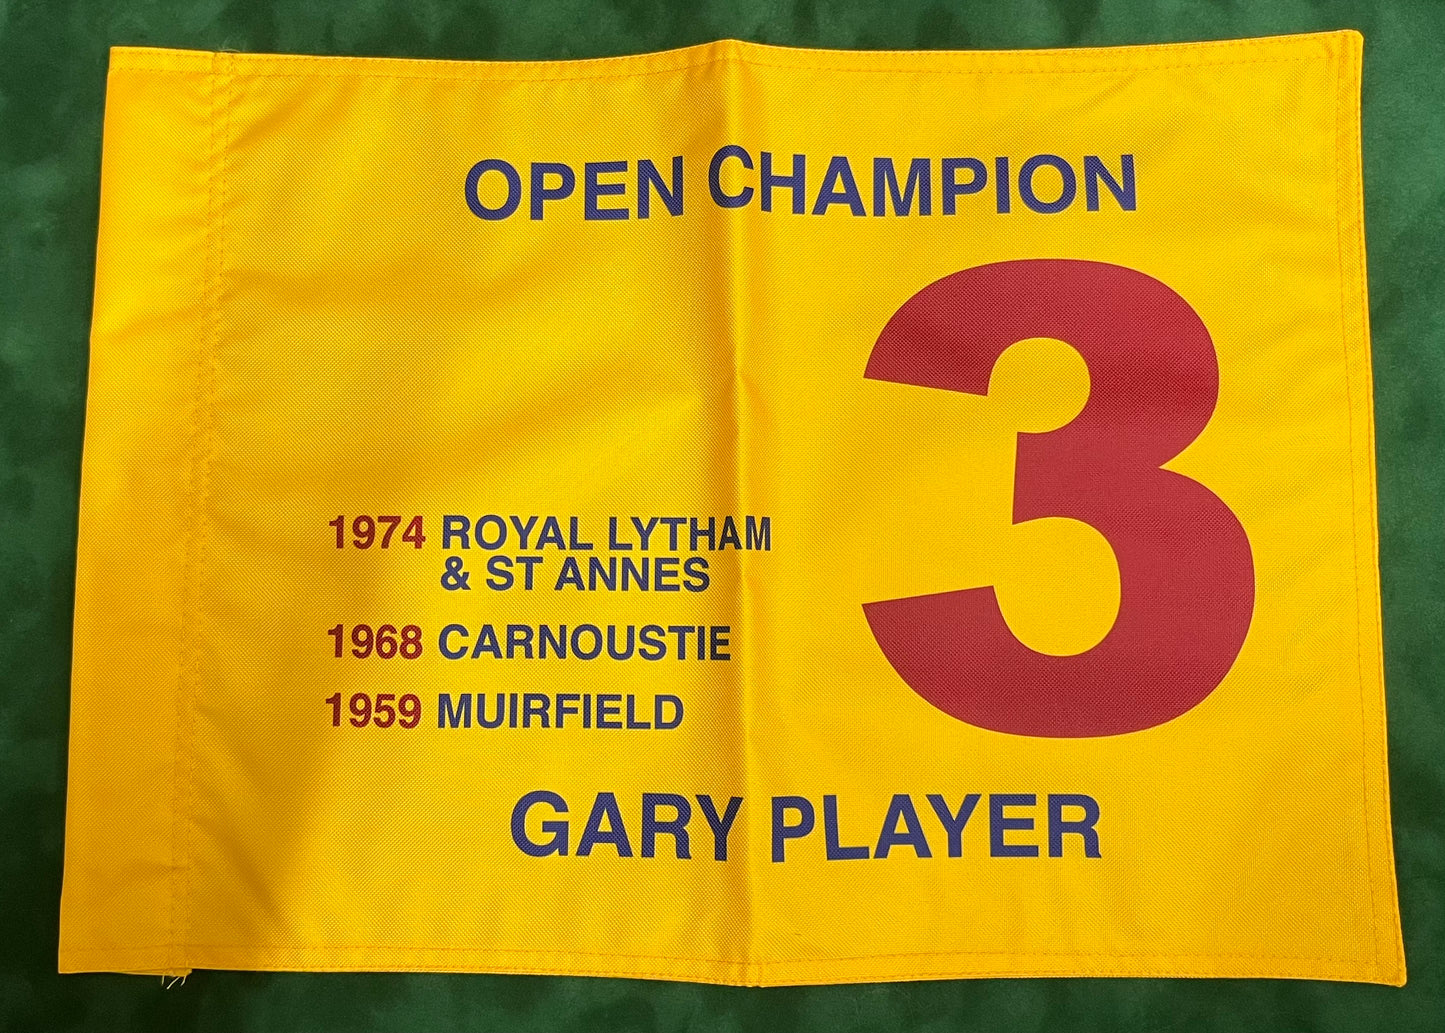 OPEN CHAMPION
3
1974 ROYAL LYTHAM
& ST ANNES
1968 CARNOUSTIE
1959 MUIRFIELD
GARY PLAYER